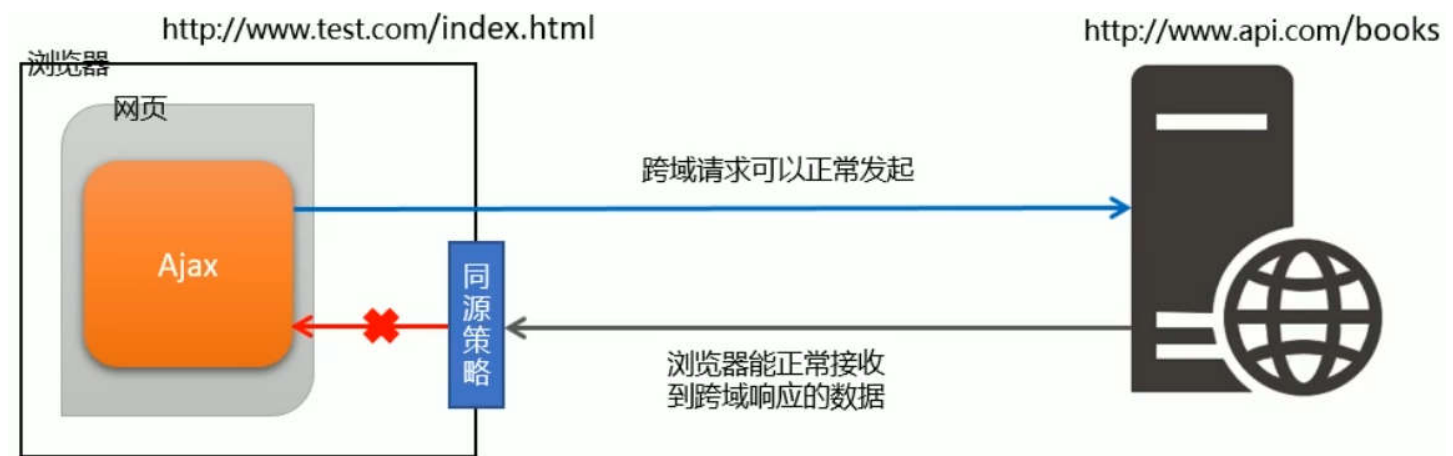 http://www.test.com/index.html
http://www.api.com/books
浏览器
网页
跨域请求可以正常发起
Ajax
同源策略
浏览器能正常接收
到跨域响应的数据